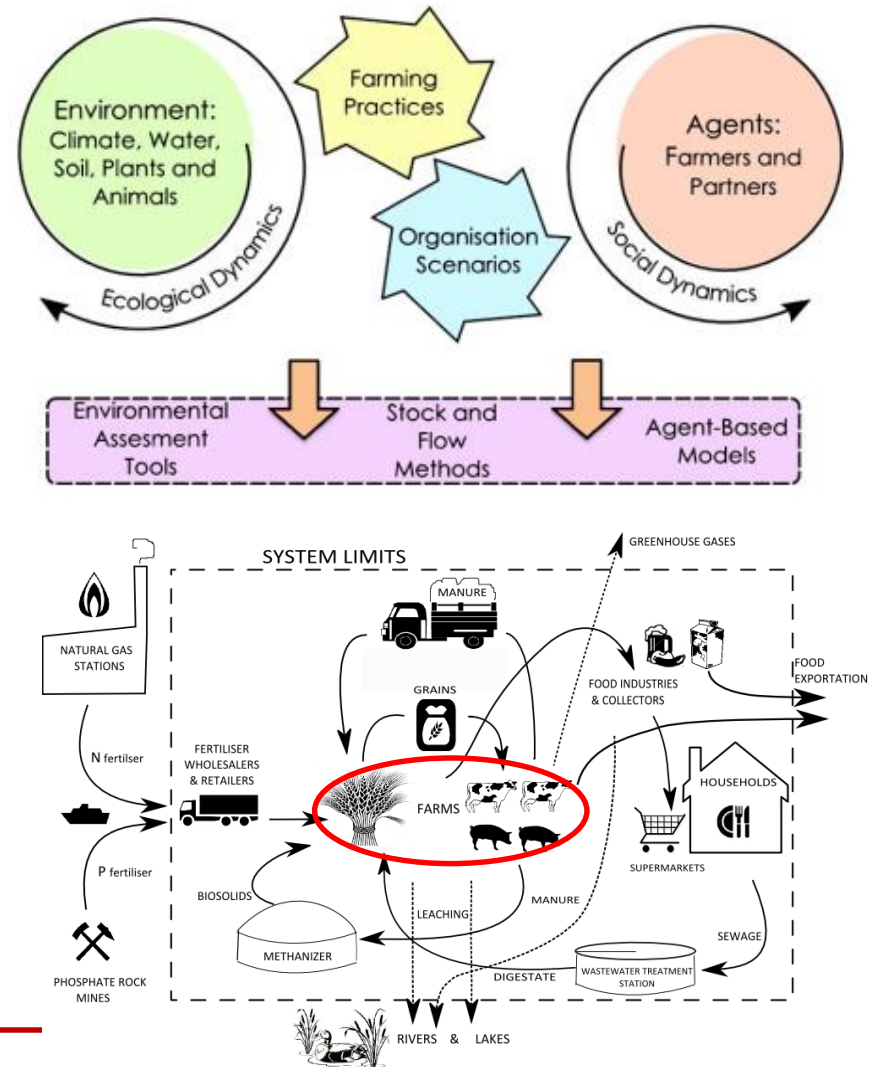 Environment:
Climate, Water,
Soil, Plants and
Animals
Ecological Dynamics
Farming
Practices
Organisation
Scenarios
Agents:
Farmers and
Partners
Social Dynamics
Environmental
Assesment
Tools
Stock and
Flow
Methods
Agent-Based
Models
SYSTEM LIMITS
GREENHOUSE GASES
MANURE
NATURAL GAS
STATIONS
GRAINS
FOOD INDUSTRIES
& COLLECTORS
FOOD
EXPORTATION
N fertilser
FERTILISER
WHOLESALERS
& RETAILERS
FARMS
HOUSEHOLDS
SUPERMARKETS
P fertiliser
BIOSOLIDS
LEACHING
MANURE
METHANIZER
SEWAGE
DIGESTATE
WASTEWATER TREATMENT
STATION
PHOSPHATE ROCK
MINES
RIVERS & LAKES